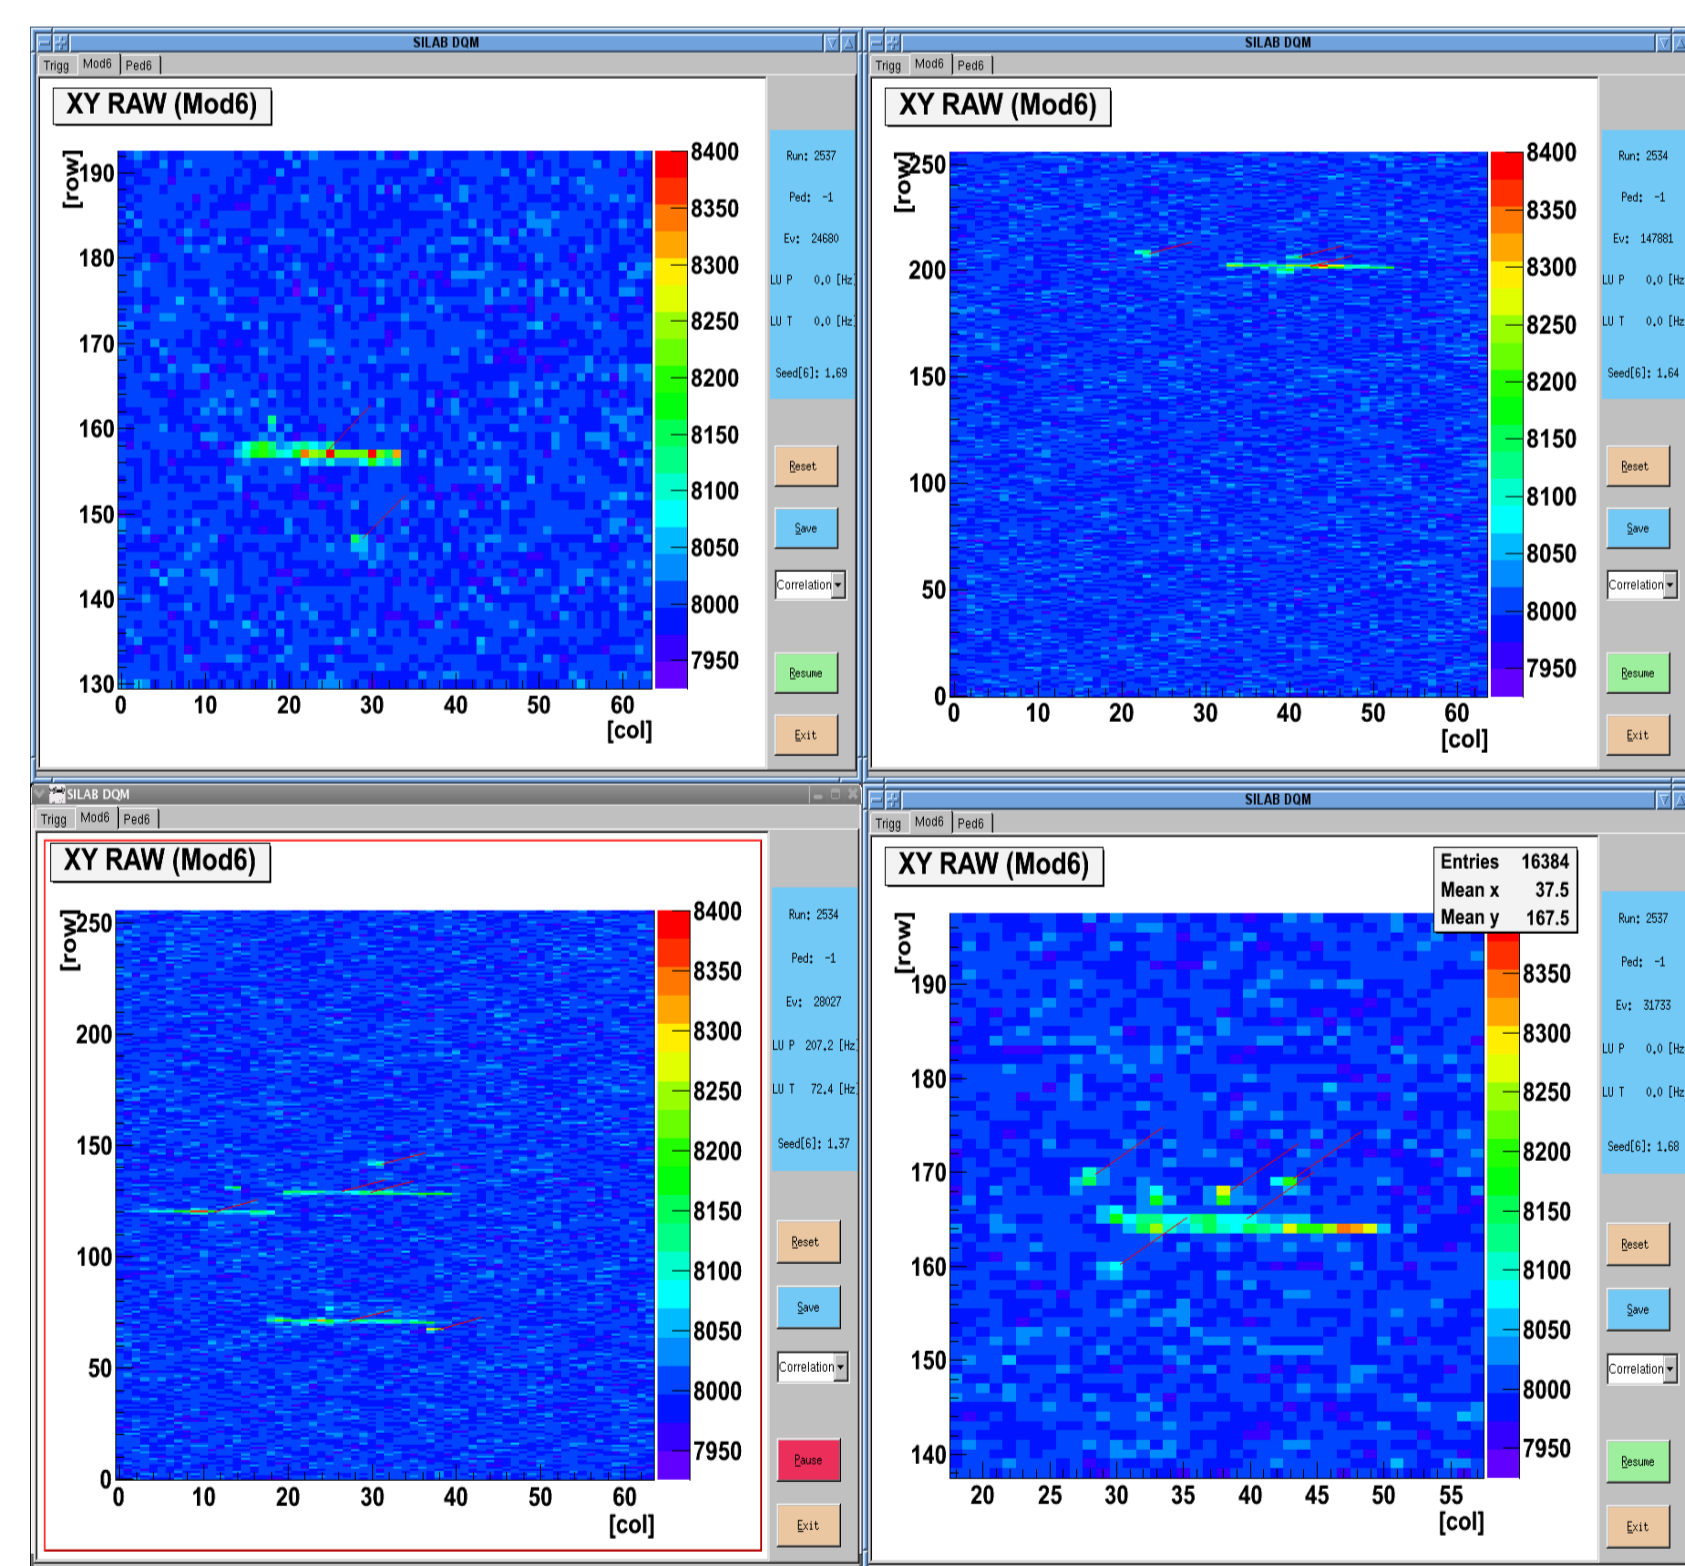 SILAB DQM
Trigg Mod6 Ped6
XY RAW (Mod6)
[row]
190
180
170
160
150
140
130
0 10 20 30 40 50 60
[col]
8400
8350
8300
8250
8200
8150
8100
8050
8000
7950
Run: 2537
Ped: -1
Ev: 24680
LU P 0.0 [Hz]
LU T 0.0 [Hz]
Seed[6]: 1.69
Reset
Save
Correlation
Resume
Exit
SILAB DQM
Trigg Mod6 Ped6
XY RAW (Mod6)
[row]
250
200
150
100
50
0
0 10 20 30 40 50 60
[col]
8400
8350
8300
8250
8200
8150
8100
8050
8000
7950
Run: 2534
Ped: -1
Ev: 147881
LU P 0.0 [Hz
LU T 0.0 [Hz
Seed[6]: 1.64
Reset
Save
Correlation
Resume
Exit
SILAB DQM
Trigg Mod6 Ped6
XY RAW (Mod6)
[row]
250
200
150
100
50
0
0 10 20 30 40 50 60
[col]
8400
8350
8300
8250
8200
8150
8100
8050
8000
7950
Run: 2534
Ped: -1
Ev: 28027
LU P 207.2 [Hz]
LU T 72.4 [Hz]
Seed[6]: 1.37
Reset
Save
Correlation
Pause
Exit
SILAB DQM
Trigg Mod6 Ped6
XY RAW (Mod6)
Entries 16384
Mean x 37.5
Mean y 167.5
[row]
190
180
170
160
150
140
20 25 30 35 40 45 50 55
[col]
8350
8300
8250
8200
8150
8100
8050
8000
7950
Run: 2537
Ped: -1
Ev: 31733
LU P 0.0 [Hz
LU T 0.0 [Hz
Seed[6]: 1.68
Reset
Save
Correlation
Resume
Exit